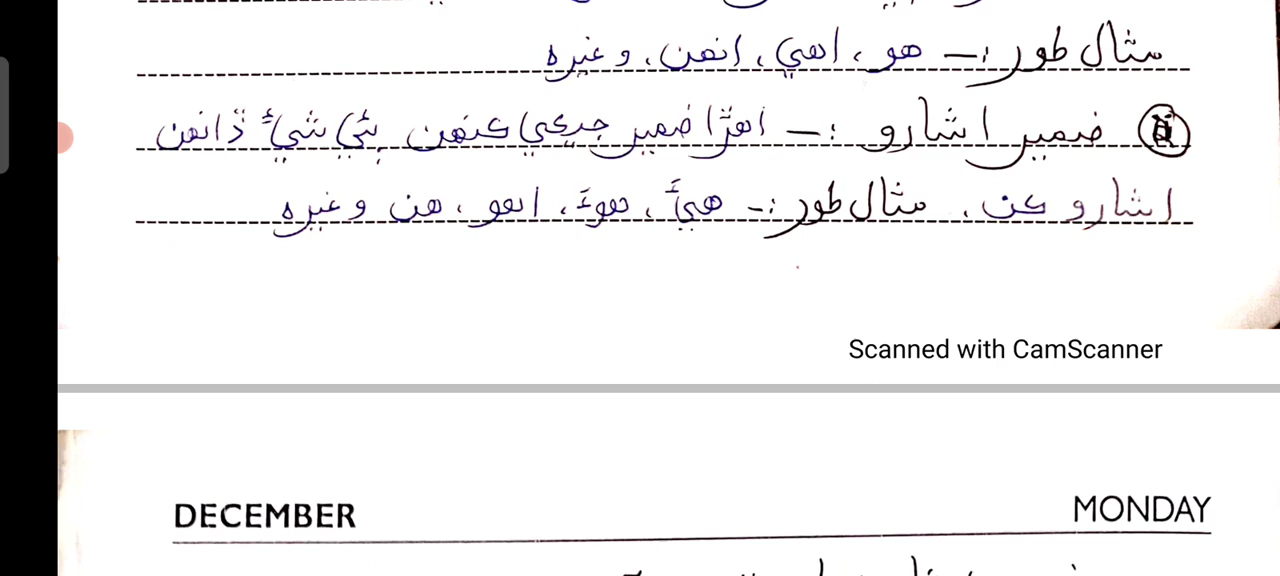 مثال طور :— هو، اهي، انهن، وغيره
ضمير اشارو :— اهڙا ضمير جيڪي ڪنهن ٻئي شيءِ ڏانهن
اشارو ڪن. مثال طور :- هيءُ، هوءَ، اهو، هن وغيره
Scanned with CamScanner
DECEMBER MONDAY